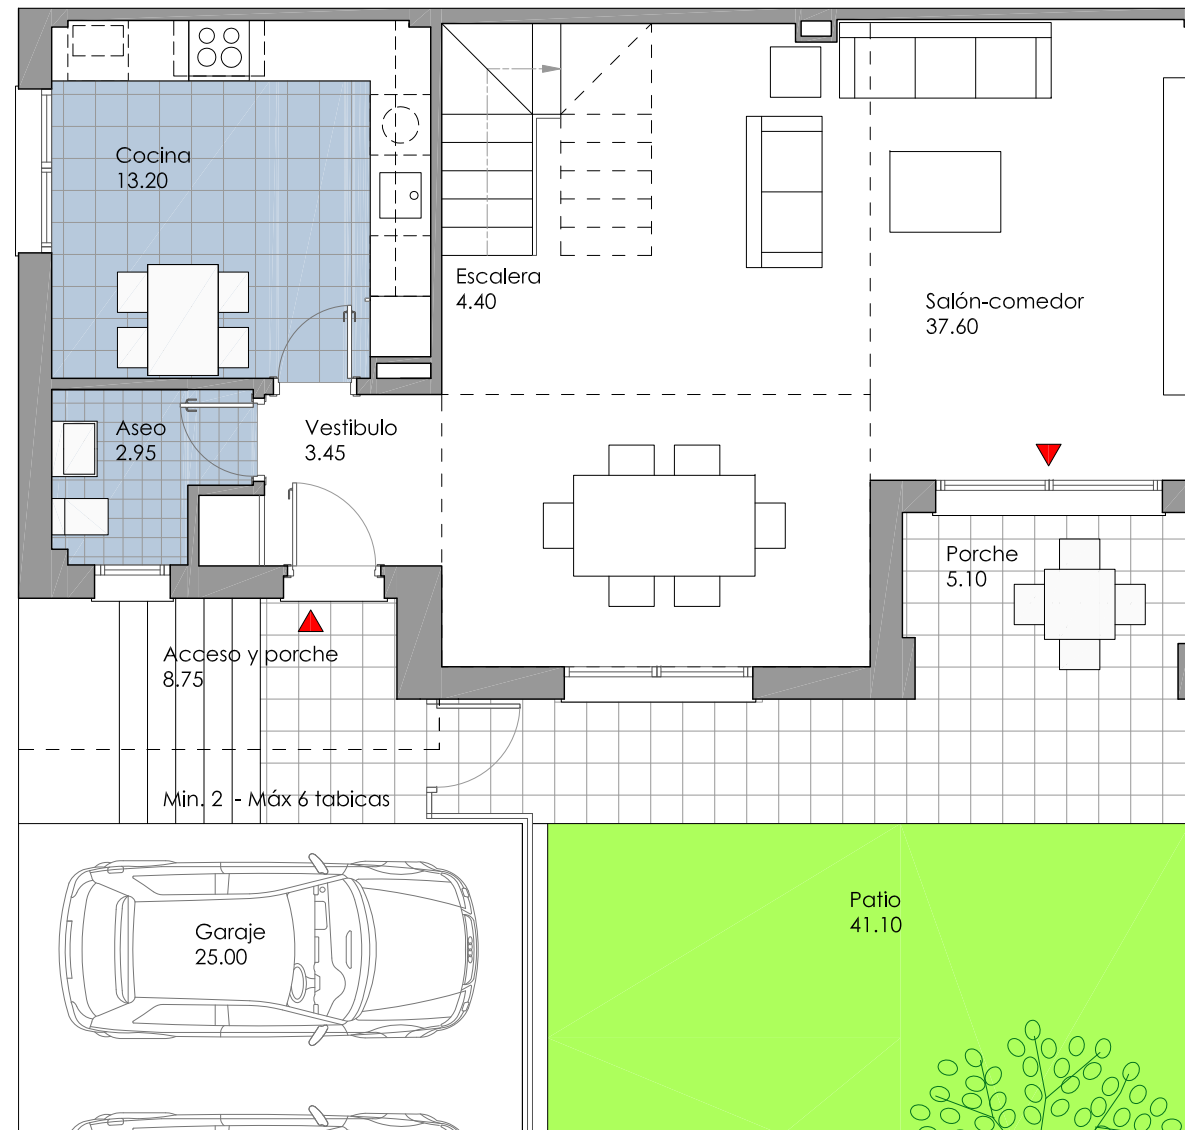 Cocina
13.20
Escalera
4.40
Salón-comedor
37.60
Aseo
2.95
Vestibulo
3.45
Porche
5.10
Acceso y porche
8.75
Min. 2 - Máx 6 tabicas
Patio
41.10
Garaje
25.00